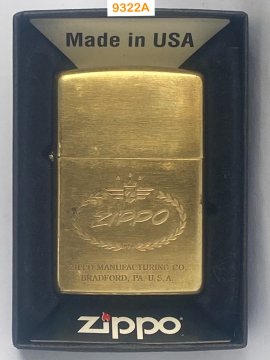 9322A
Made in USA
Zippo
ZIPPO MANUFACTURING CO.
BRADFORD, PA. U.S.A.
Zippo